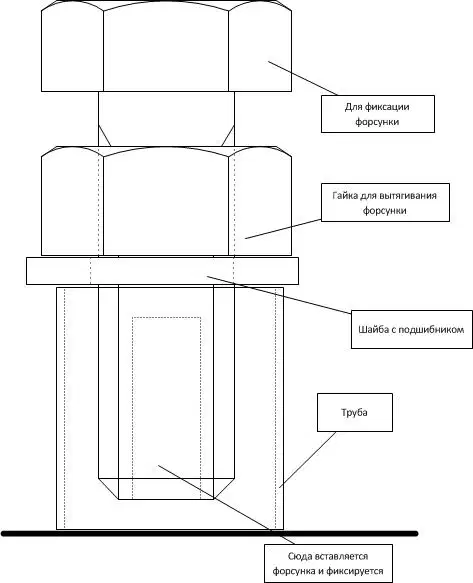 Для фиксации
форсунки
Гайка для вытягивания
форсунки
Шайба с подшибником
Труба
Сюда вставляется
форсунка и фиксируется